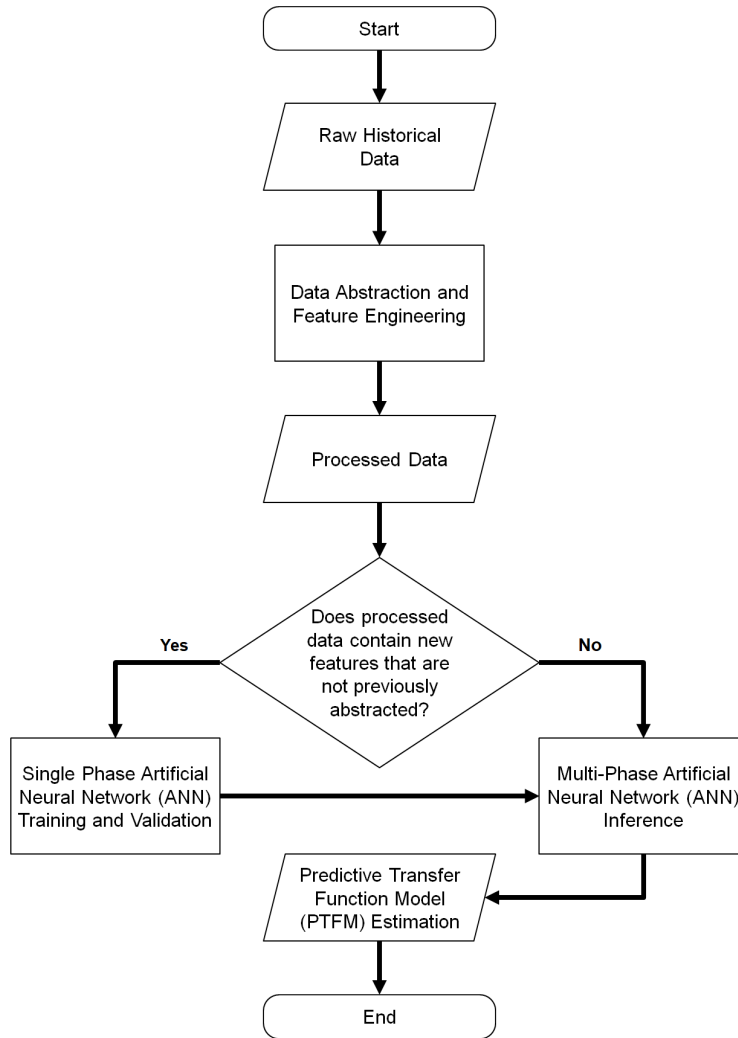 Start
Raw Historical
Data
Data Abstraction and
Feature Engineering
Processed Data
Does processed
data contain new
features that are
not previously
abstracted?
Yes
No
Single Phase Artificial
Neural Network (ANN)
Training and Validation
Multi-Phase Artificial
Neural Network (ANN)
Inference
Predictive Transfer
Function Model
(PTFM) Estimation
End